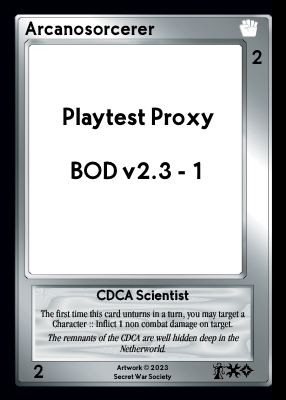 Arcanosorcerer
2
Playtest Proxy
BOD v2.3 - 1
CDCA Scientist
The first time this card unturns in a turn, you may target a
Character :: Inflict 1 non combat damage on target.
The remnants of the CDCA are well hidden deep in the
Netherworld.
2
Artwork © 2023
Secret War Society